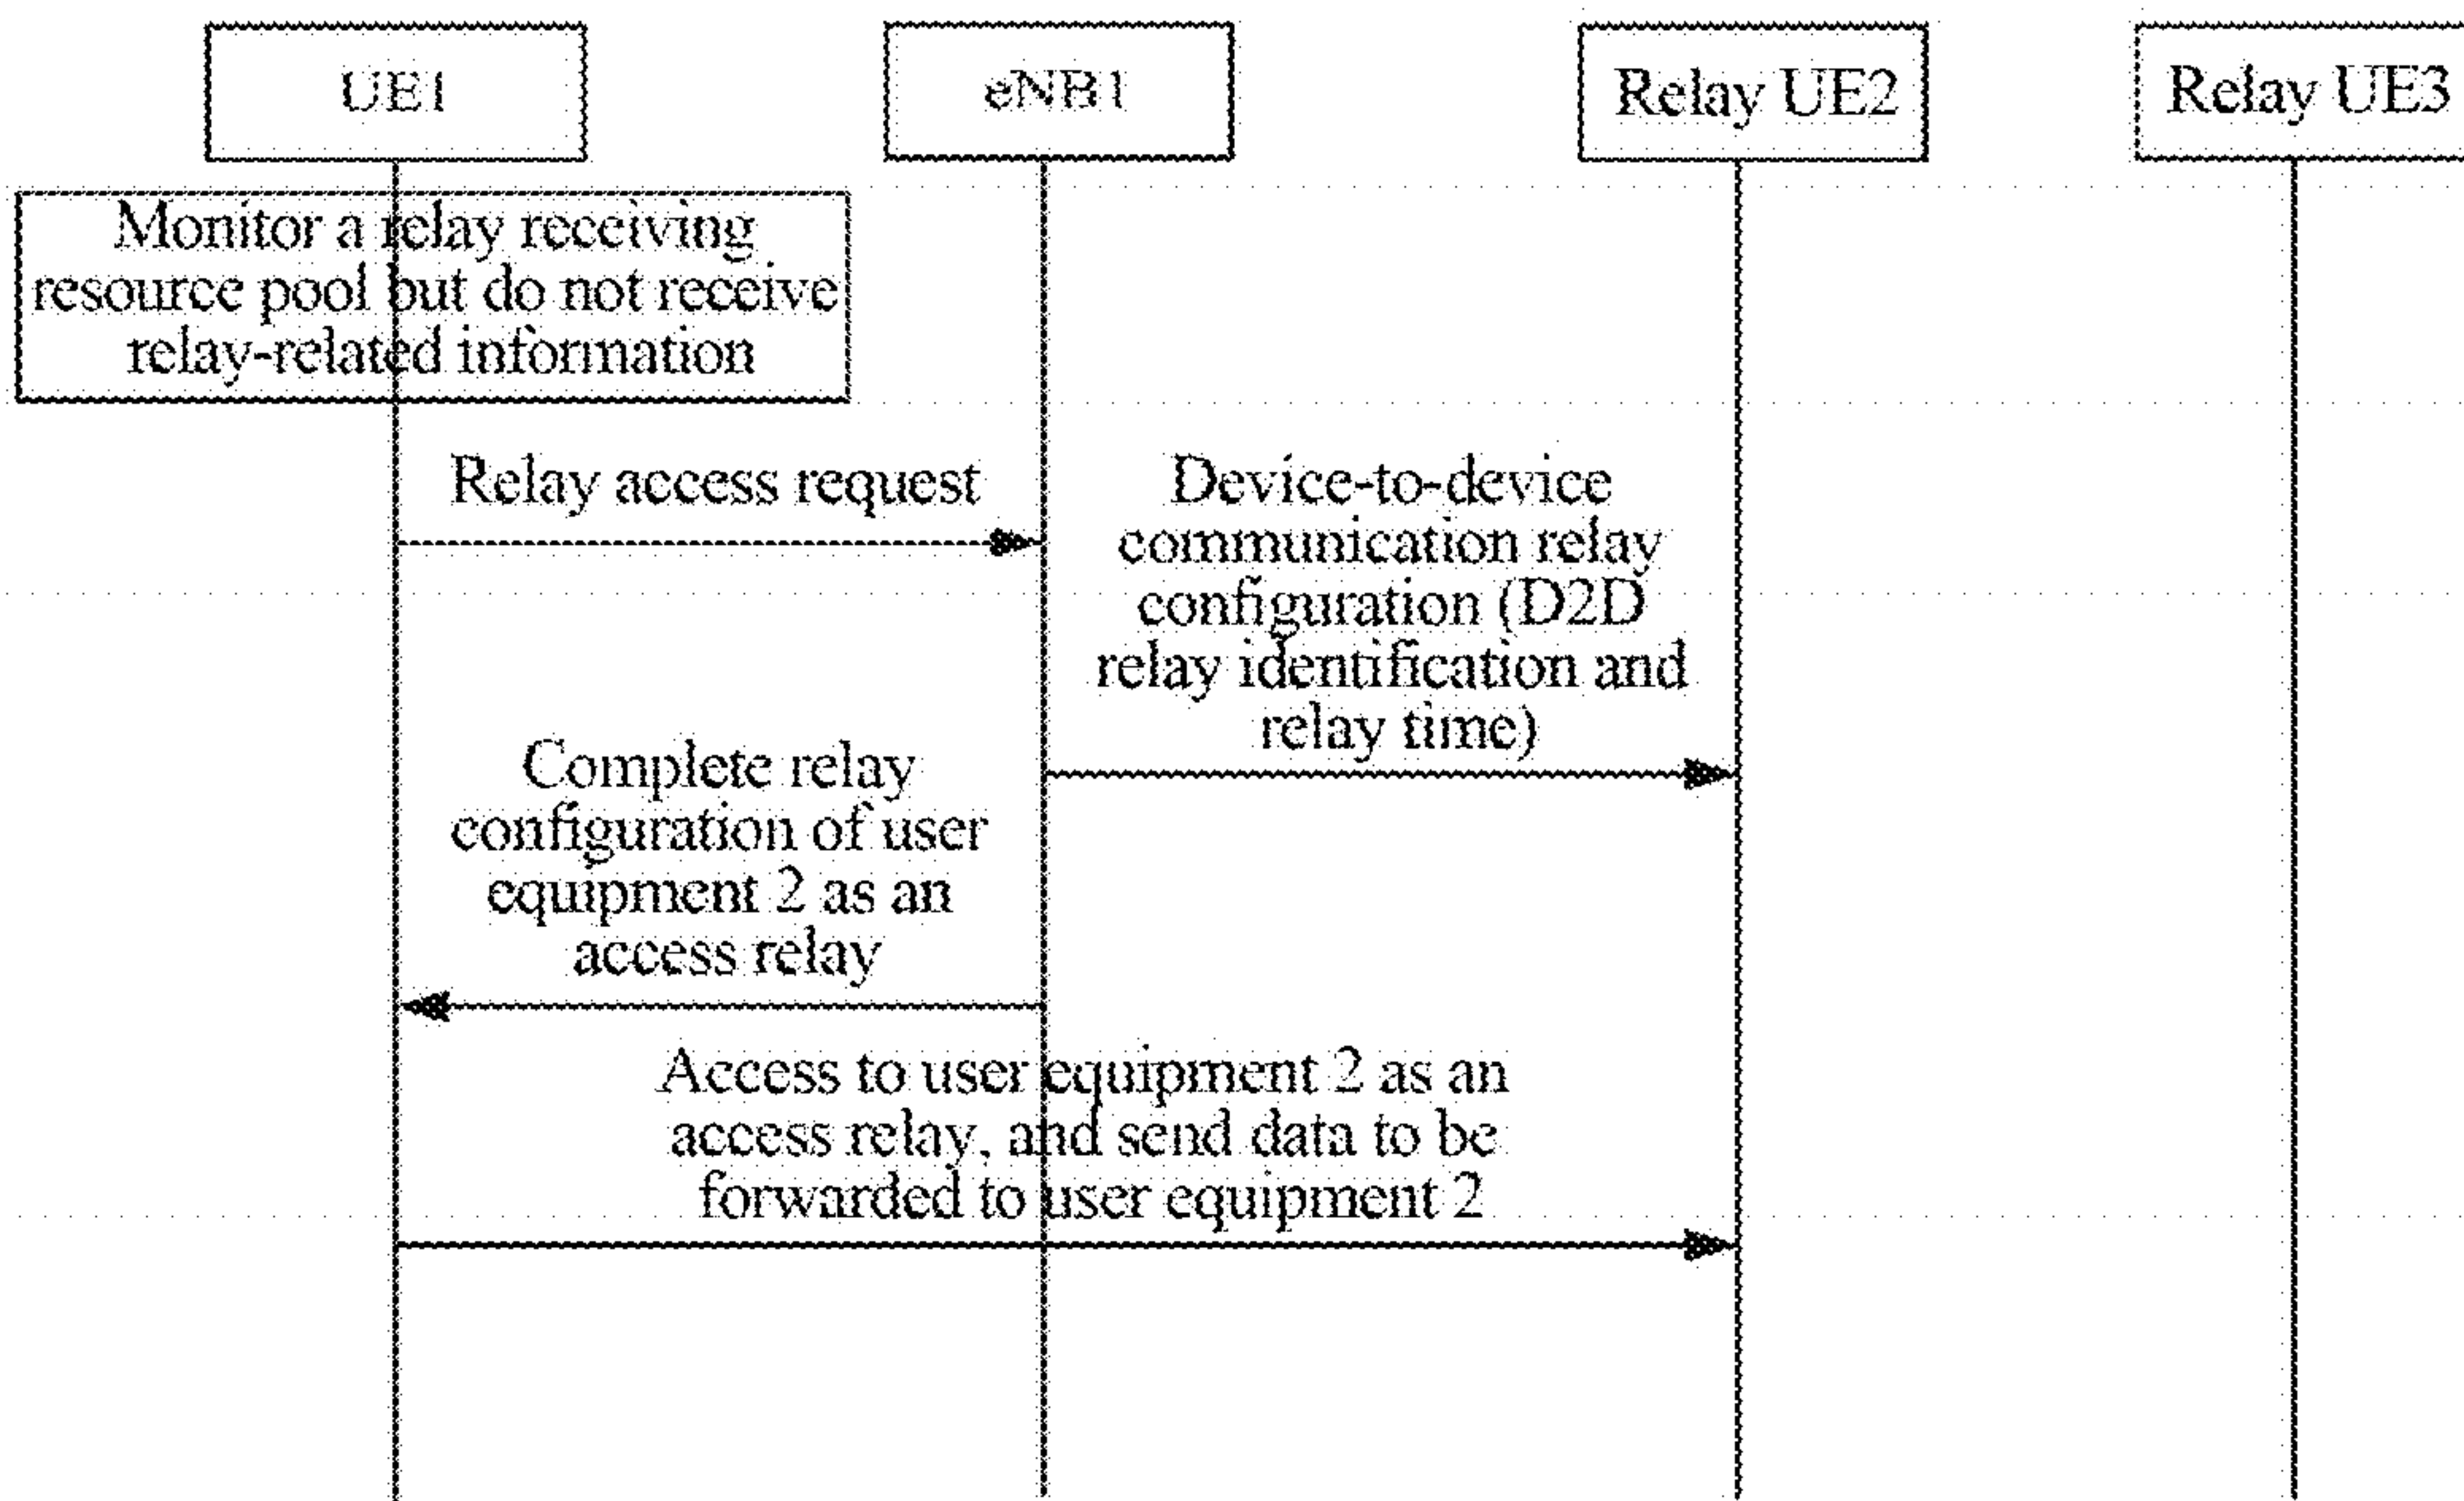 UE1
eNB1
Relay UE2
Relay UE3
Monitor a relay receiving
resource pool but do not receive
relay-related information
Relay access request
Device-to-device
communication relay
configuration (D2D
relay identification and
relay time)
Complete relay
configuration of user
equipment 2 as an
access relay
Access to user equipment 2 as an
access relay, and send data to be
forwarded to user equipment 2